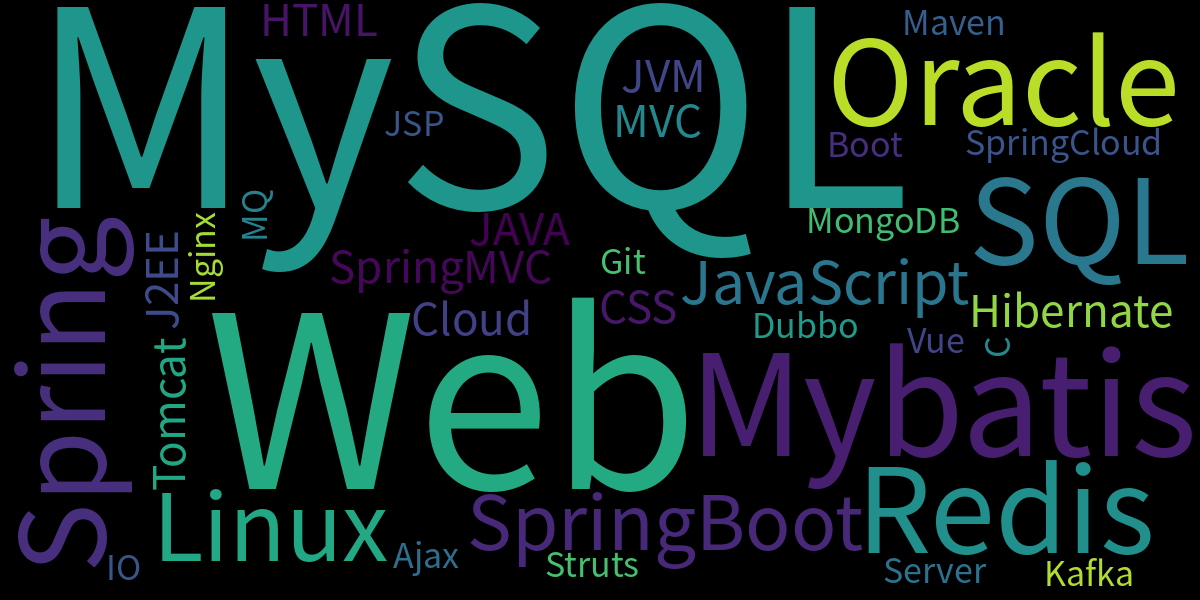 HTML
MySQL
Maven
Oracle
JVM
MVC
JSP
Boot
SpringCloud
SQL
MQ
Nginx
J2EE
Spring
JAVA
SpringMVC
MongoDB
Git
JavaScript
CSS
Hibernate
Cloud
Dubbo
Vue
C
Web
Mybatis
Tomcat
Linux
SpringBoot
Redis
IO
Ajax
Struts
Server
Kafka